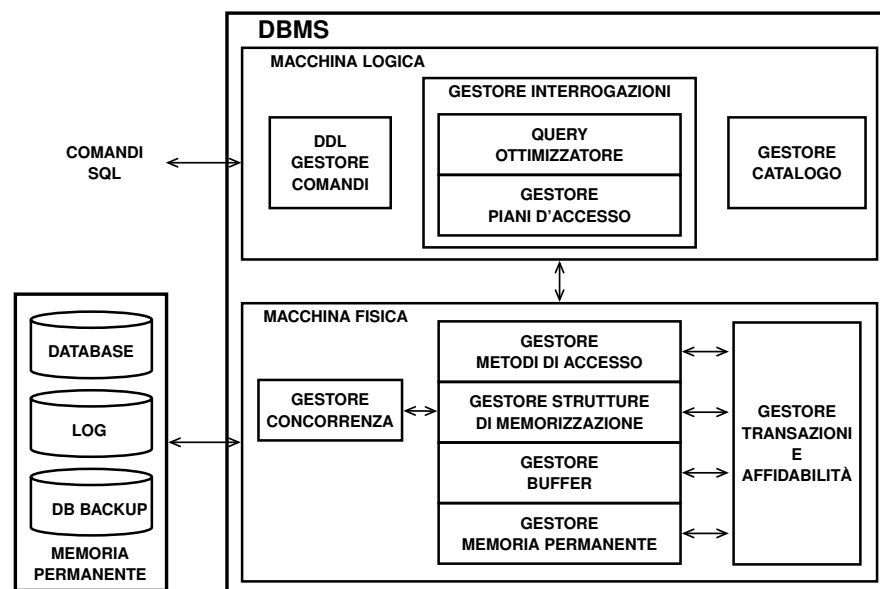 DBMS
MACCHINA LOGICA
GESTORE INTERROGAZIONI
DDL
GESTORE
COMANDI
QUERY
OTTIMIZZATORE
GESTORE
PIANI D'ACCESSO
GESTORE
CATALOGO
COMANDI
SQL
MACCHINA FISICA
GESTORE
METODI DI ACCESSO
GESTORE STRUTTURE
DI MEMORIZZAZIONE
GESTORE
BUFFER
GESTORE
MEMORIA PERMANENTE
GESTORE
CONCORRENZA
GESTORE
TRANSAZIONI
E
AFFIDABILITÀ
DATABASE
LOG
DB BACKUP
MEMORIA
PERMANENTE